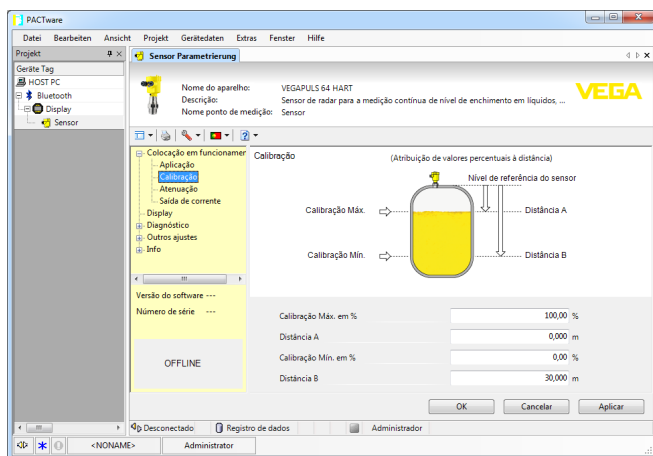 PACTware
Datei Bearbeiten Ansicht Projekt Gerätedaten Extras Fenster Hilfe
Projekt
Sensor Parametrierung
Geräte Tag
HOST PC
Bluetooth
Display
Sensor
Nome do aparelho: VEGAPULS 64 HART
Descrição: Sensor de radar para a medição contínua de nível de enchimento em líquidos, ...
Nome ponto de medição: Sensor
VEGA
Colocação em funcionamer
Aplicação
Calibração
Atenuação
Saída de corrente
Display
Diagnóstico
Outros ajustes
Info
Versão do software ---
Número de série ---
OFFLINE
Calibração
(Atribuição de valores percentuais à distância)
Nível de referência do sensor
Calibração Máx. Distância A
Calibração Mín. Distância B
Calibração Máx. em % 100,00 %
Distância A 0,000 m
Calibração Mín. em % 0,00 %
Distância B 30,000 m
OK Cancelar Aplicar
Desconectado Registro de dados Administrador
<NONAME> Administrator